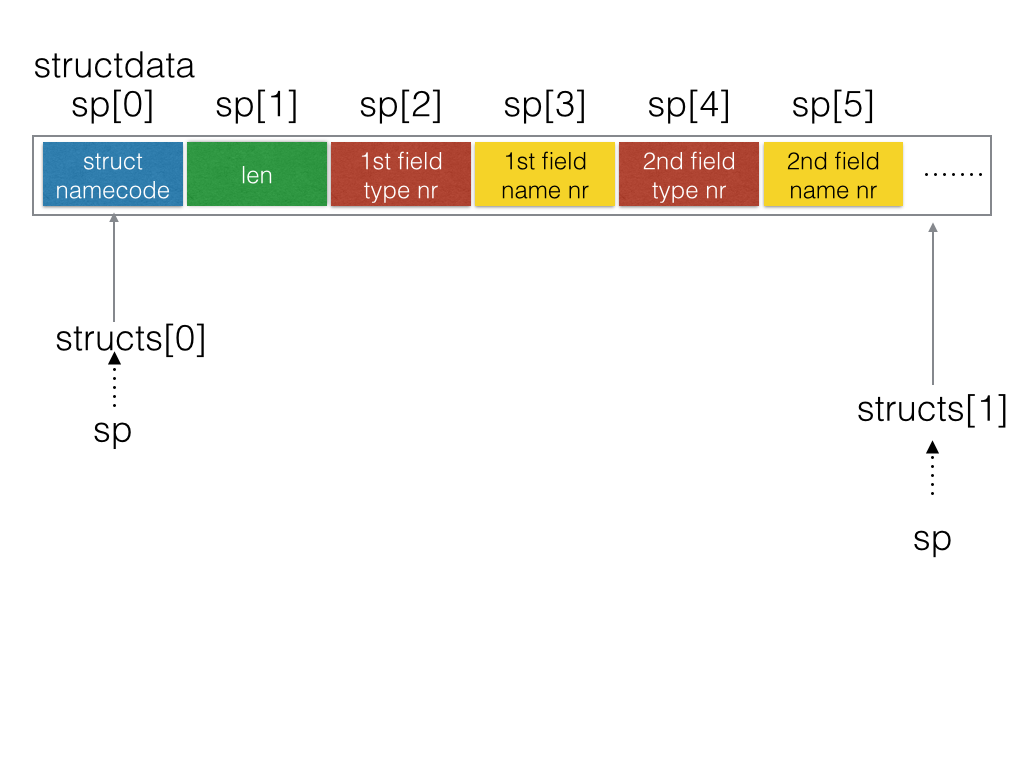 structdata
sp[0] sp[1] sp[2] sp[3] sp[4] sp[5]
struct namecode
len
1st field type nr
1st field name nr
2nd field type nr
2nd field name nr
.......
structs[0]
sp
structs[1]
sp